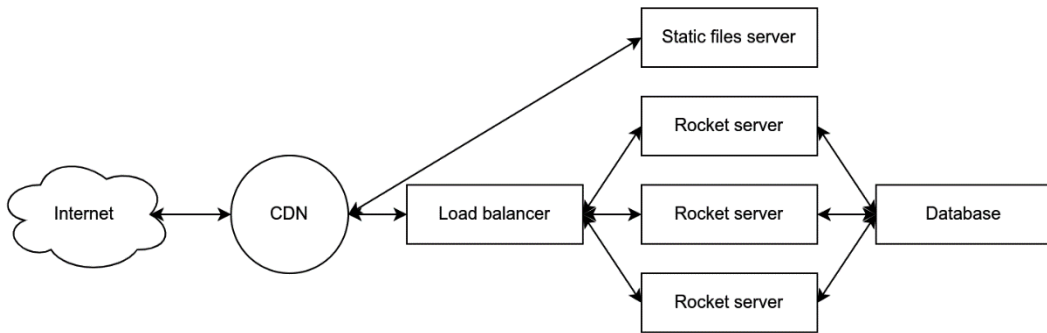 Static files server
Rocket server
Internet
CDN
Load balancer
Rocket server
Database
Rocket server